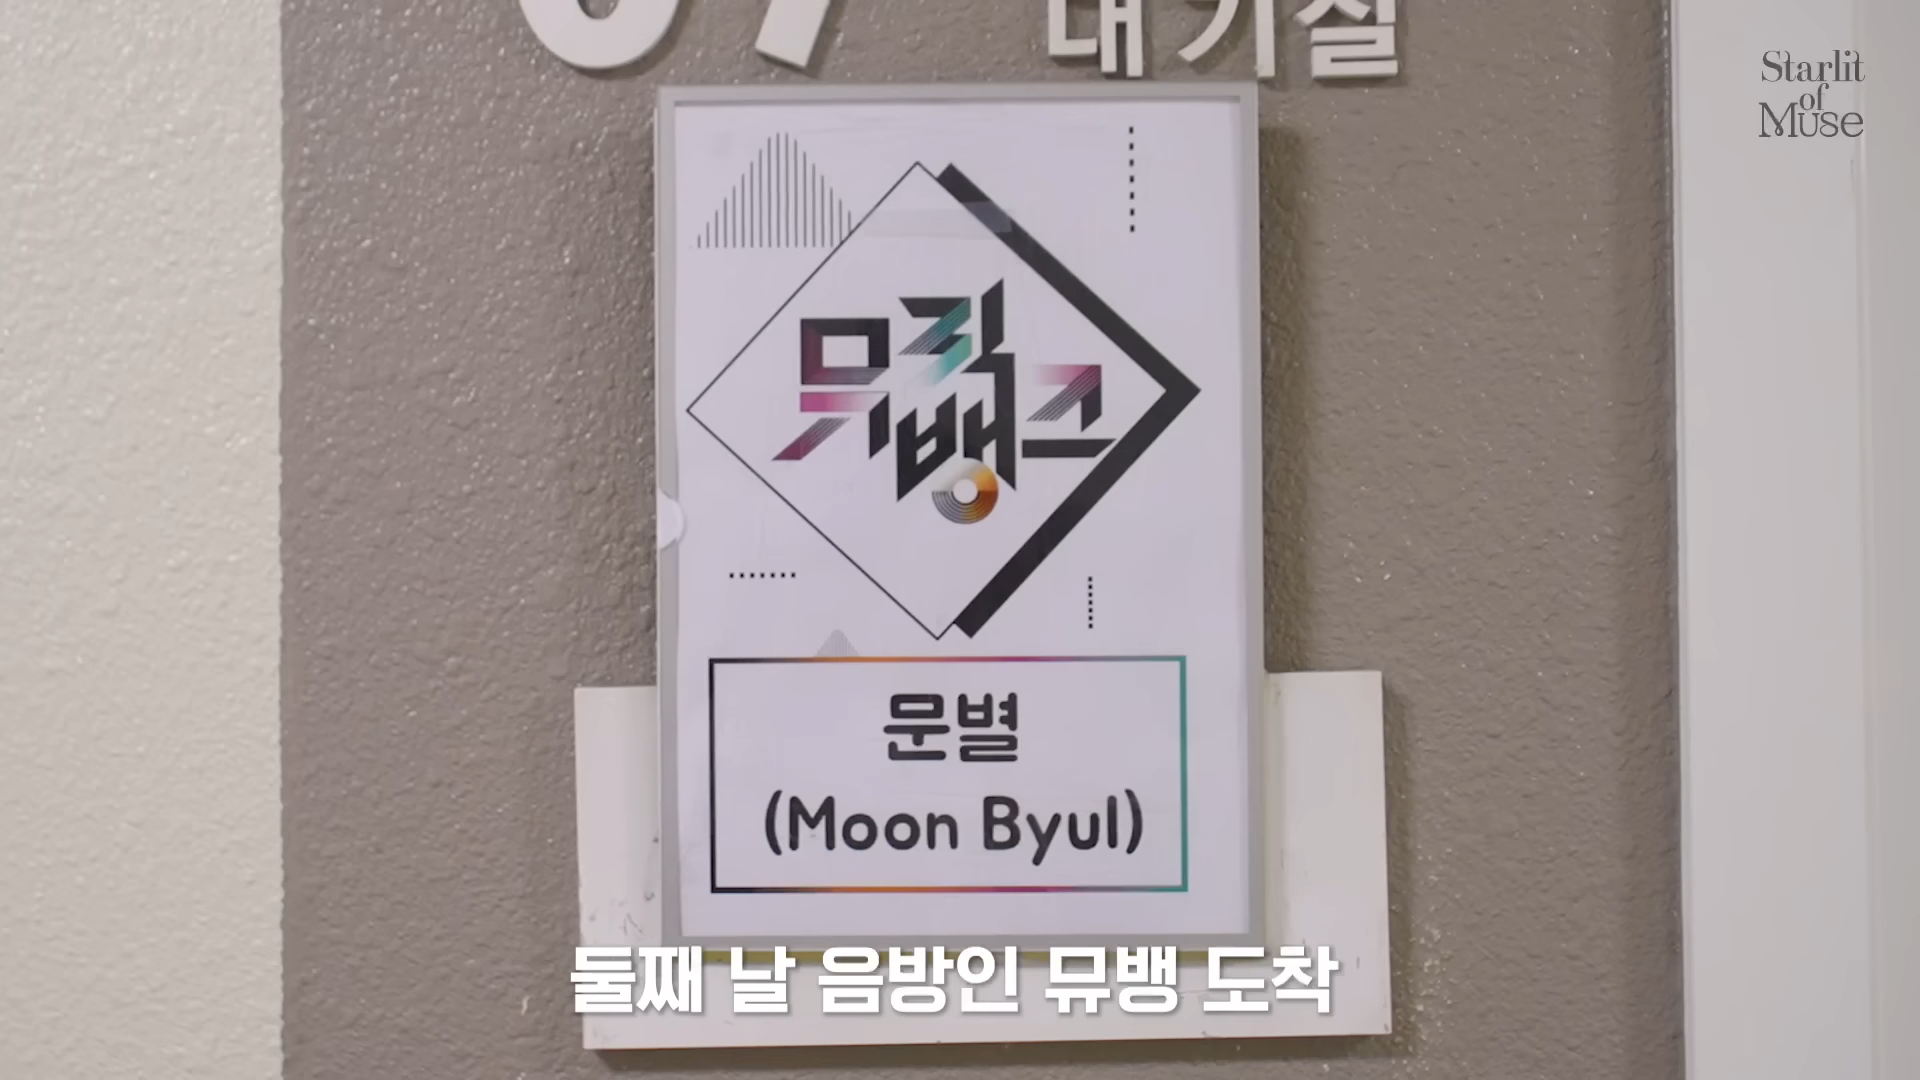 대기실
Starlit
of
Muse
뮤직
뱅크
문별
(Moon Byul)
둘째 날 음방인 뮤뱅 도착